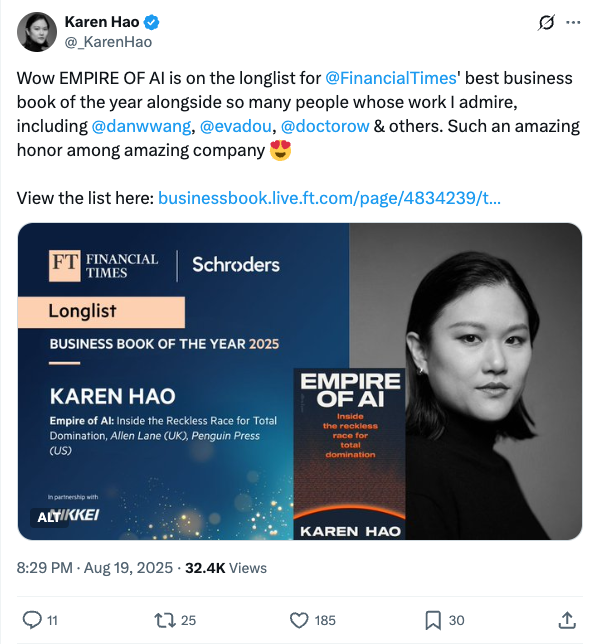 Karen Hao
@_KarenHao
Wow EMPIRE OF AI is on the longlist for @FinancialTimes' best business
book of the year alongside so many people whose work I admire,
including @danwwang, @evadou, @doctorow & others. Such an amazing
honor among amazing company 😍
View the list here: businessbook.live.ft.com/page/4834239/t...
FT FINANCIAL
TIMES
Schroders
Longlist
BUSINESS BOOK OF THE YEAR 2025
KAREN HAO
Empire of AI: Inside the Reckless Race for Total
Domination, Allen Lane (UK), Penguin Press
(US)
In partnership with
NIKKEI
ALT
EMPIRE
OF AI
Inside
the reckless
race for
total
domination
KAREN HAO
8:29 PM · Aug 19, 2025 · 32.4K Views
11
25
185
30